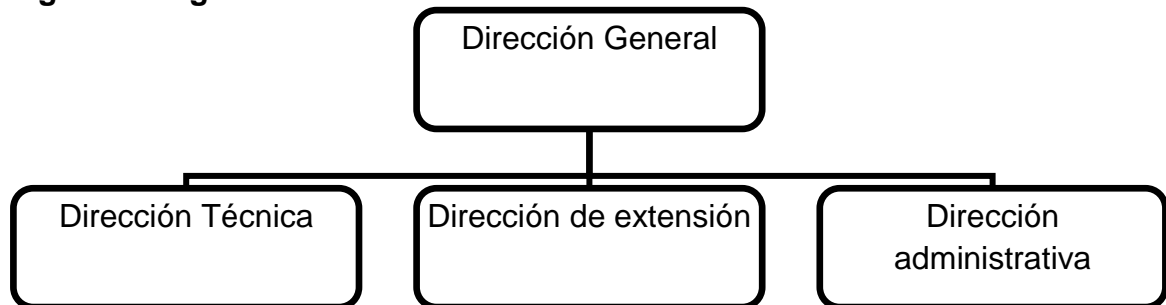 Dirección General
Dirección Técnica
Dirección de extensión
Dirección
administrativa